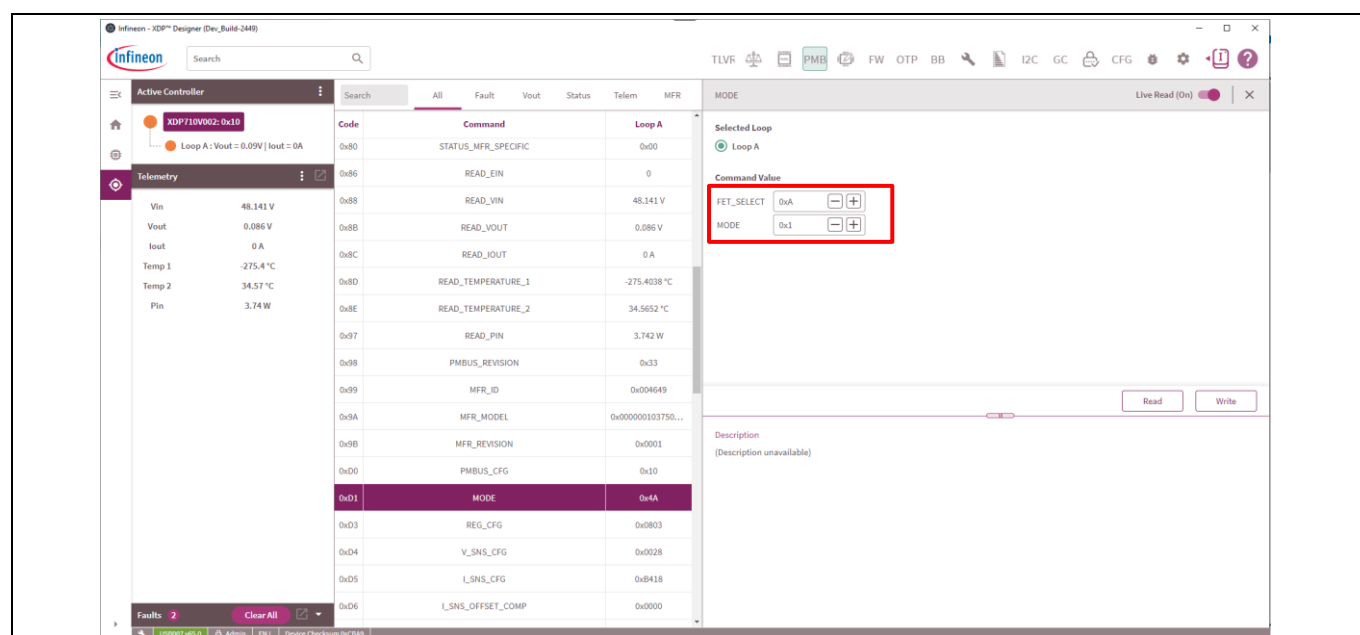 Infineon - XDP™ Designer (Dev_Build-2449)
infineon
Search
TLVR PMB FW OTP BB I2C GC CFG
Active Controller
XDP710V002: 0x10
Loop A : Vout = 0.09V | Iout = 0A
Telemetry
Vin 48.141 V
Vout 0.086 V
Iout 0 A
Temp 1 -275.4 °C
Temp 2 34.57 °C
Pin 3.74 W
Faults 2 Clear All
Search All Fault Vout Status Telem MFR
Code Command Loop A
0x80 STATUS_MFR_SPECIFIC 0x00
0x86 READ_EIN 0
0x88 READ_VIN 48.141 V
0x8B READ_VOUT 0.086 V
0x8C READ_IOUT 0 A
0x8D READ_TEMPERATURE_1 -275.4038 °C
0x8E READ_TEMPERATURE_2 34.5652 °C
0x97 READ_PIN 3.742 W
0x98 PMBUS_REVISION 0x33
0x99 MFR_ID 0x004649
0x9A MFR_MODEL 0x000000103750...
0x9B MFR_REVISION 0x0001
0xD0 PMBUS_CFG 0x10
0xD1 MODE 0x4A
0xD3 REG_CFG 0x0803
0xD4 V_SNS_CFG 0x0028
0xD5 I_SNS_CFG 0xB418
0xD6 I_SNS_OFFSET_COMP 0x0000
MODE Live Read (On)
Selected Loop
Loop A
Command Value
FET_SELECT 0xA
MODE 0x1
Read Write
Description
(Description unavailable)
Admin EN | Device Checksum 0xCBA9